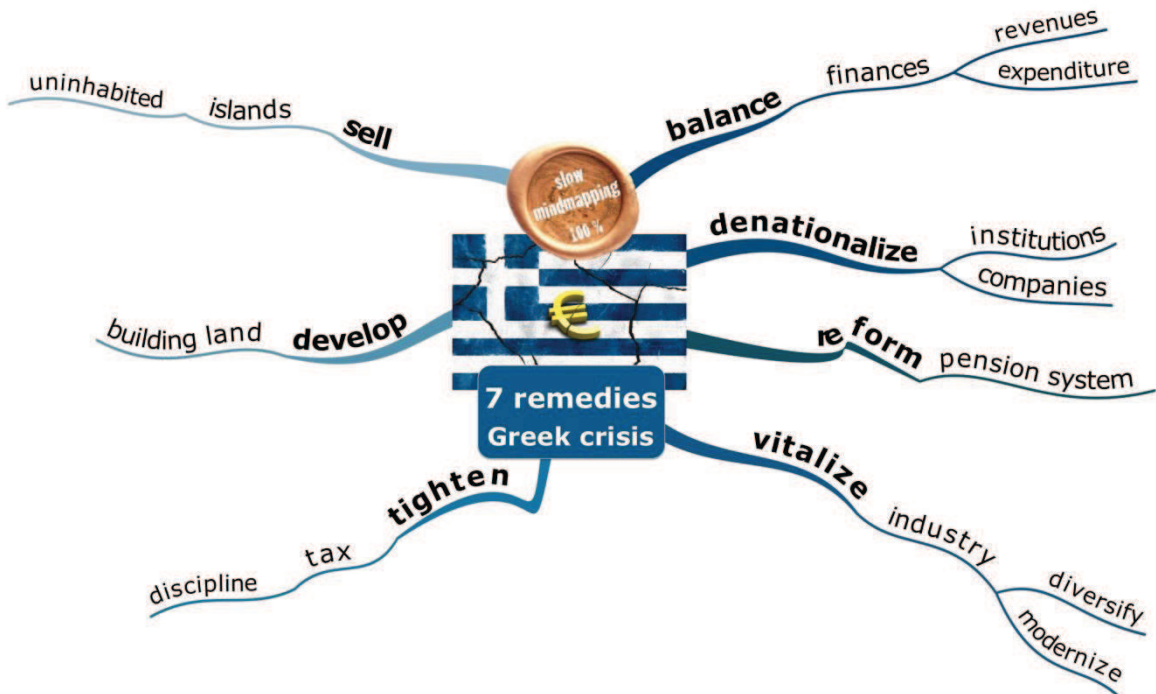 slow
mindmapping
100 %
7 remedies
Greek crisis
balance
finances
revenues
expenditure
denationalize
institutions
companies
re form
pension system
vitalize
industry
diversify
modernize
tighten
tax
discipline
develop
building land
sell
islands
uninhabited
€